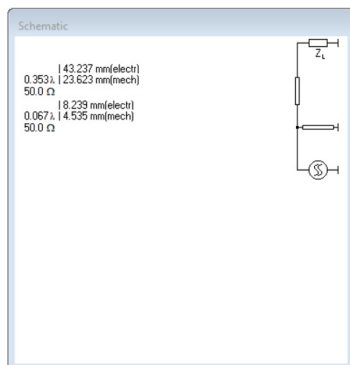 Schematic
Z_L
| 43.237 mm(electr)
0.353λ | 23.623 mm(mech)
50.0 Ω
| 8.239 mm(electr)
0.067λ | 4.535 mm(mech)
50.0 Ω